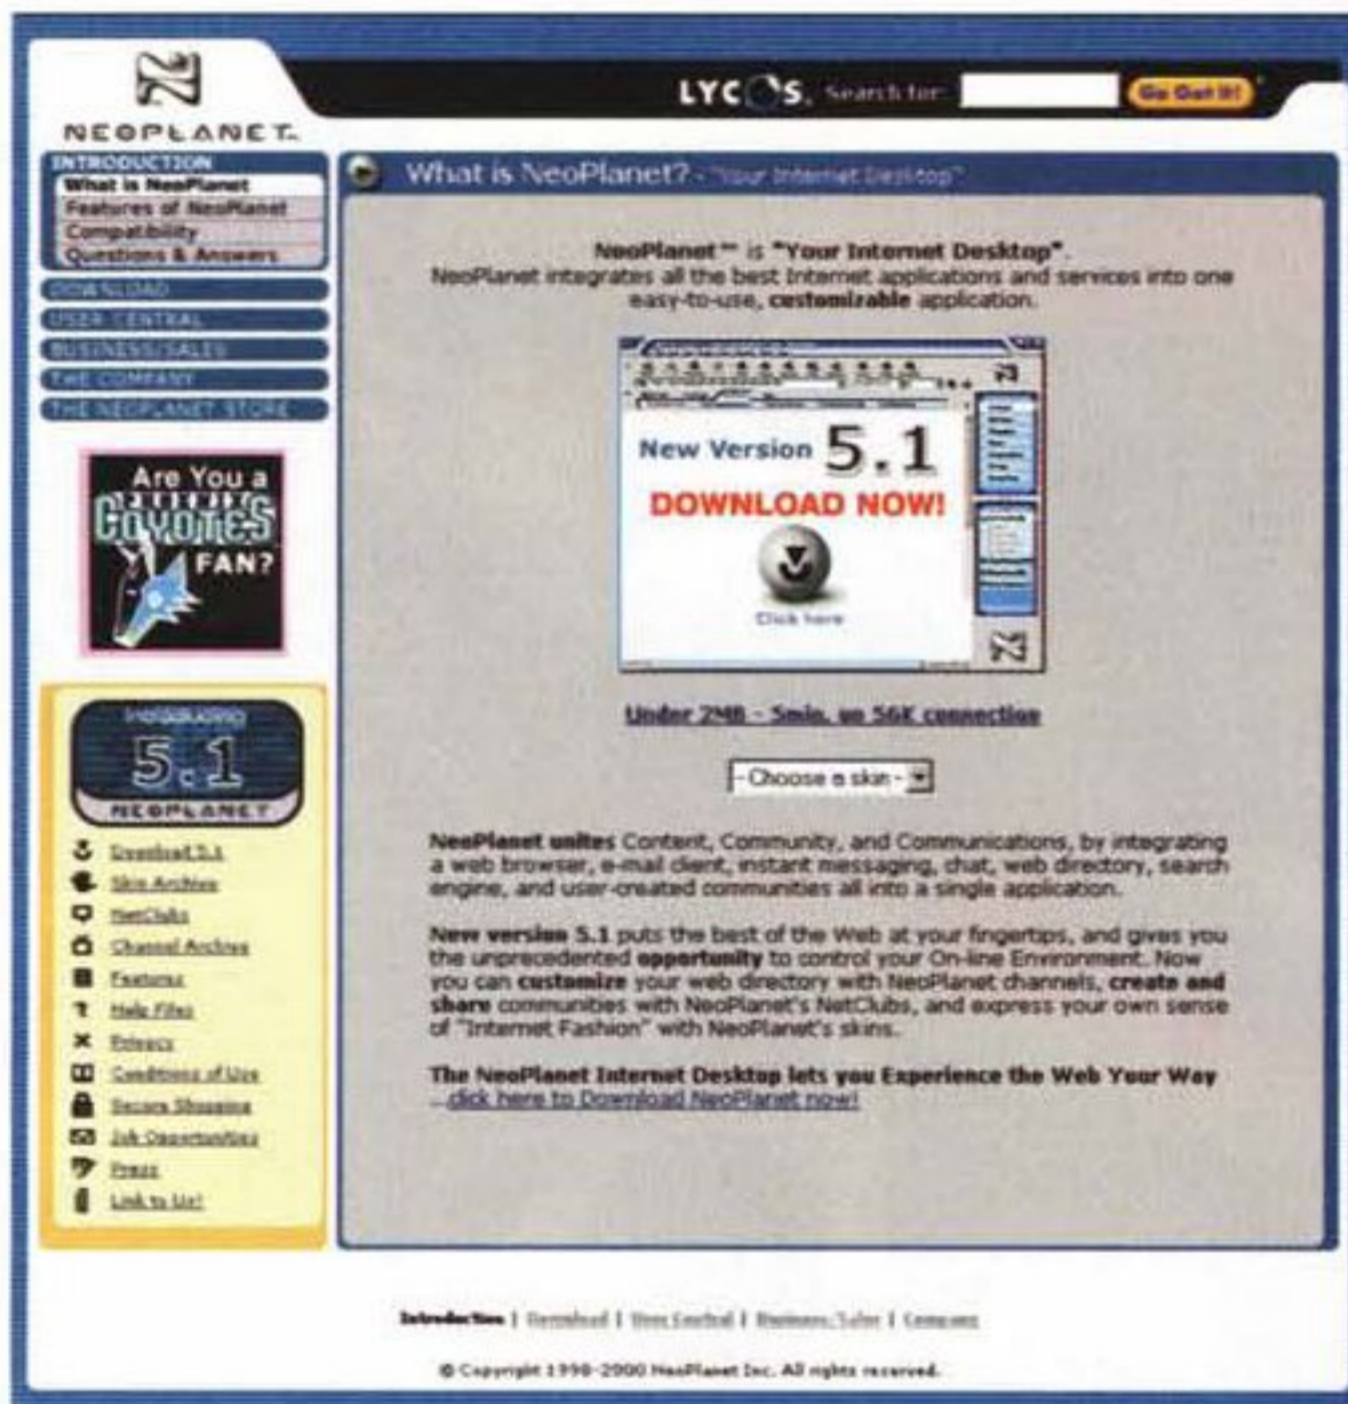 NEOPLANET™
LYCOS. Search for: Go Get It!
INTRODUCTION
What is NeoPlanet
Features of NeoPlanet
Compatibility
Questions & Answers
DOWNLOAD
USER CENTRAL
BUSINESS/SALES
THE COMPANY
THE NEOPLANET STORE
Are You a
PHOENIX
COYOTES
FAN?
Introducing
5.1
NEOPLANET
Download 5.1
Skin Archive
NetClubs
Channel Archive
Features
Help Files
Privacy
Conditions of Use
Secure Shopping
Job Opportunities
Press
Link to Us!
What is NeoPlanet? - "Your Internet Desktop"
NeoPlanet™ is "Your Internet Desktop".
NeoPlanet integrates all the best Internet applications and services into one
easy-to-use, customizable application.
New Version 5.1
DOWNLOAD NOW!
Click here
Under 2MB - 5min. on 56K connection
- Choose a skin -
NeoPlanet unites Content, Community, and Communications, by integrating
a web browser, e-mail client, instant messaging, chat, web directory, search
engine, and user-created communities all into a single application.
New version 5.1 puts the best of the Web at your fingertips, and gives you
the unprecedented opportunity to control your On-line Environment. Now
you can customize your web directory with NeoPlanet channels, create and
share communities with NeoPlanet's NetClubs, and express your own sense
of "Internet Fashion" with NeoPlanet's skins.
The NeoPlanet Internet Desktop lets you Experience the Web Your Way
...click here to Download NeoPlanet now!
Introduction | Download | User Central | Business/Sales | Company
© Copyright 1998-2000 NeoPlanet Inc. All rights reserved.